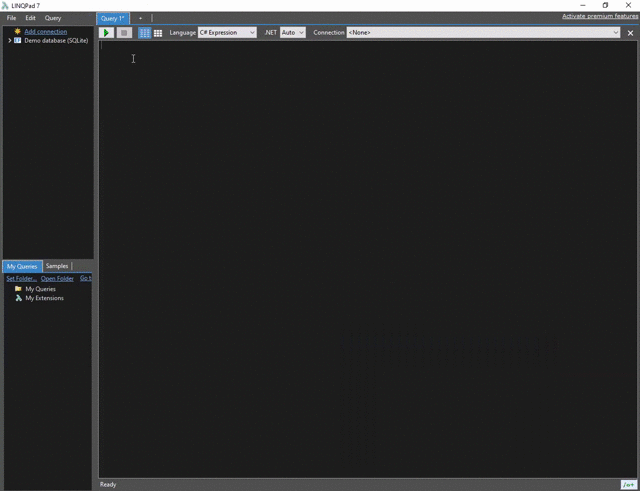 LINQPad 7
File Edit Query
Query 1* +
Activate premium features
Add connection
Demo database (SQLite)
Language C# Expression .NET Auto Connection <None>
My Queries Samples
Set Folder... Open Folder Go t
My Queries
My Extensions
Ready